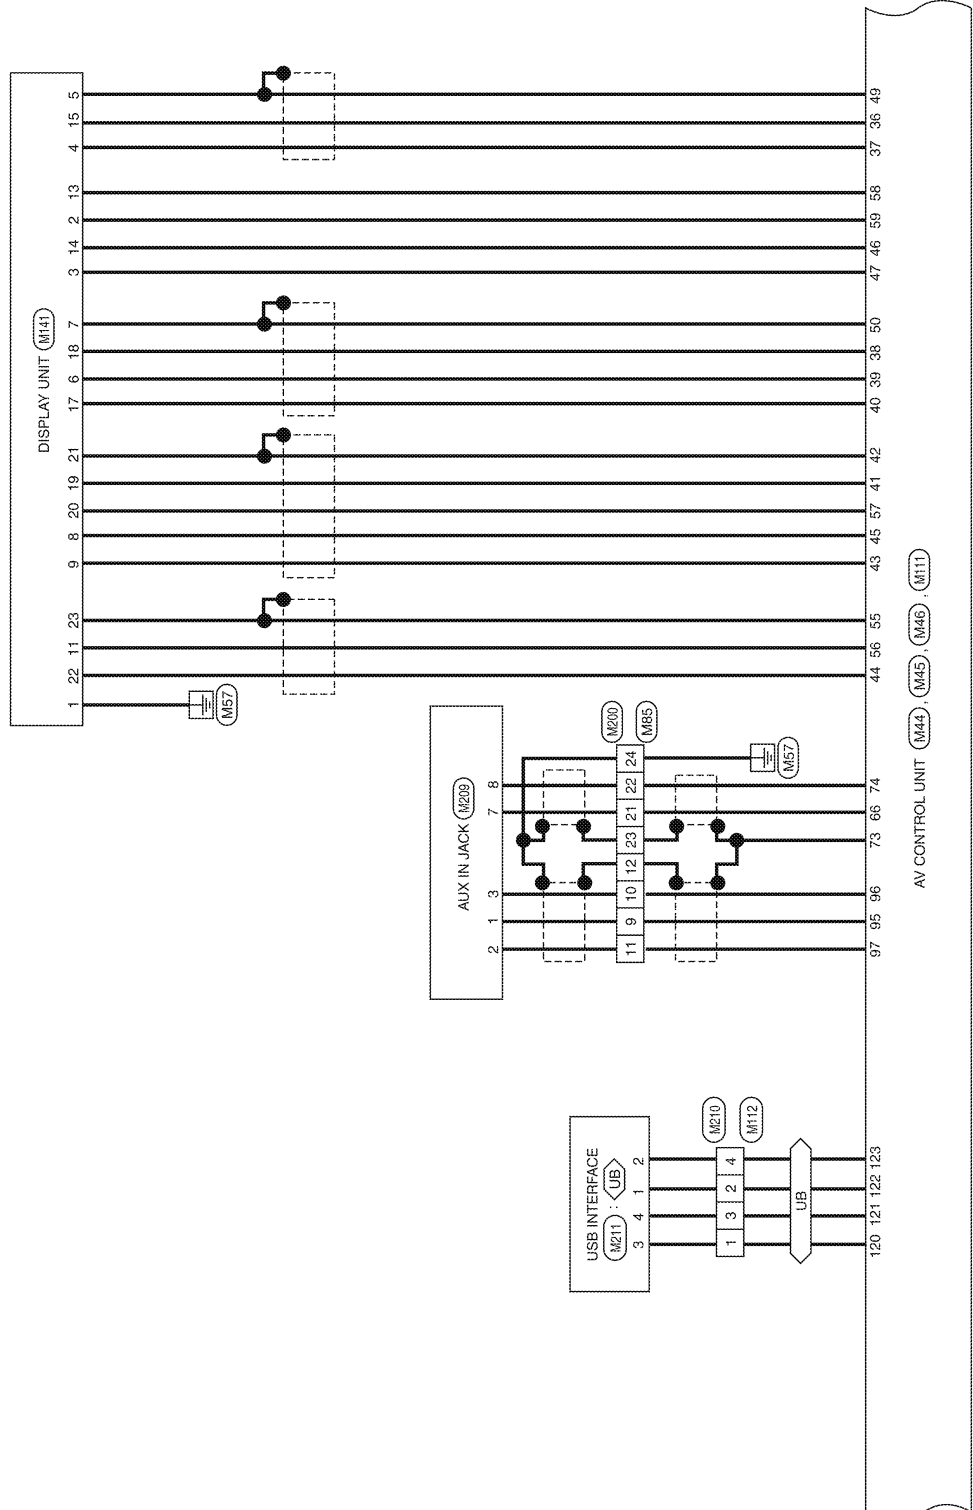 DISPLAY UNIT M141
1 22 11 23 9 8 20 19 21 17 6 18 7 3 14 2 13 4 15 5
M57
44 56 55 43 45 57 41 42 40 39 38 50 47 46 59 58 37 36 49
AUX IN JACK M209
2 1 3 7 8
M200
11 9 10 12 23 21 22 24
M85
M57
97 95 96 73 66 74
USB INTERFACE
M211 : UB
3 4 1 2
M210
1 3 2 4
M112
UB
120 121 122 123
AV CONTROL UNIT M44 , M45 , M46 , M111